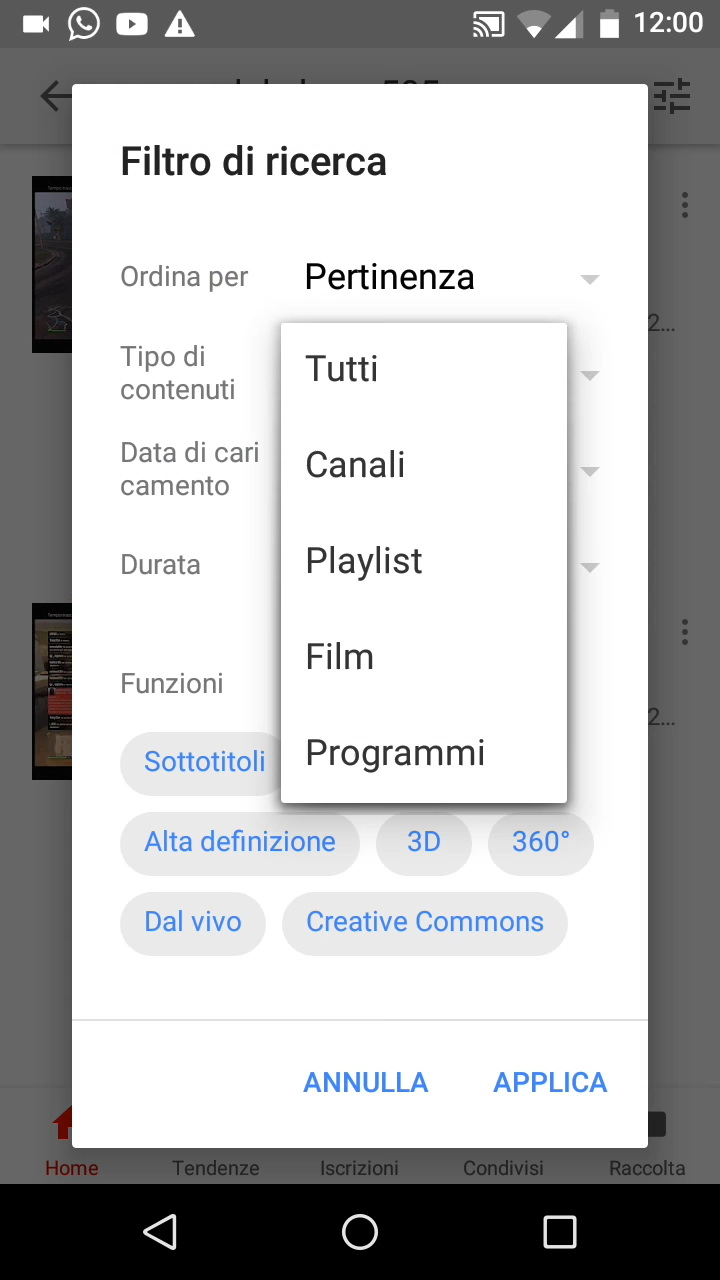 12:00
Filtro di ricerca
Ordina per
Pertinenza
Tipo di
contenuti
Tutti
Canali
Data di cari
camento
Playlist
Durata
Film
Funzioni
Programmi
Sottotitoli
Alta definizione
3D
360°
Dal vivo
Creative Commons
ANNULLA
APPLICA
Home
Tendenze
Iscrizioni
Condivisi
Raccolta